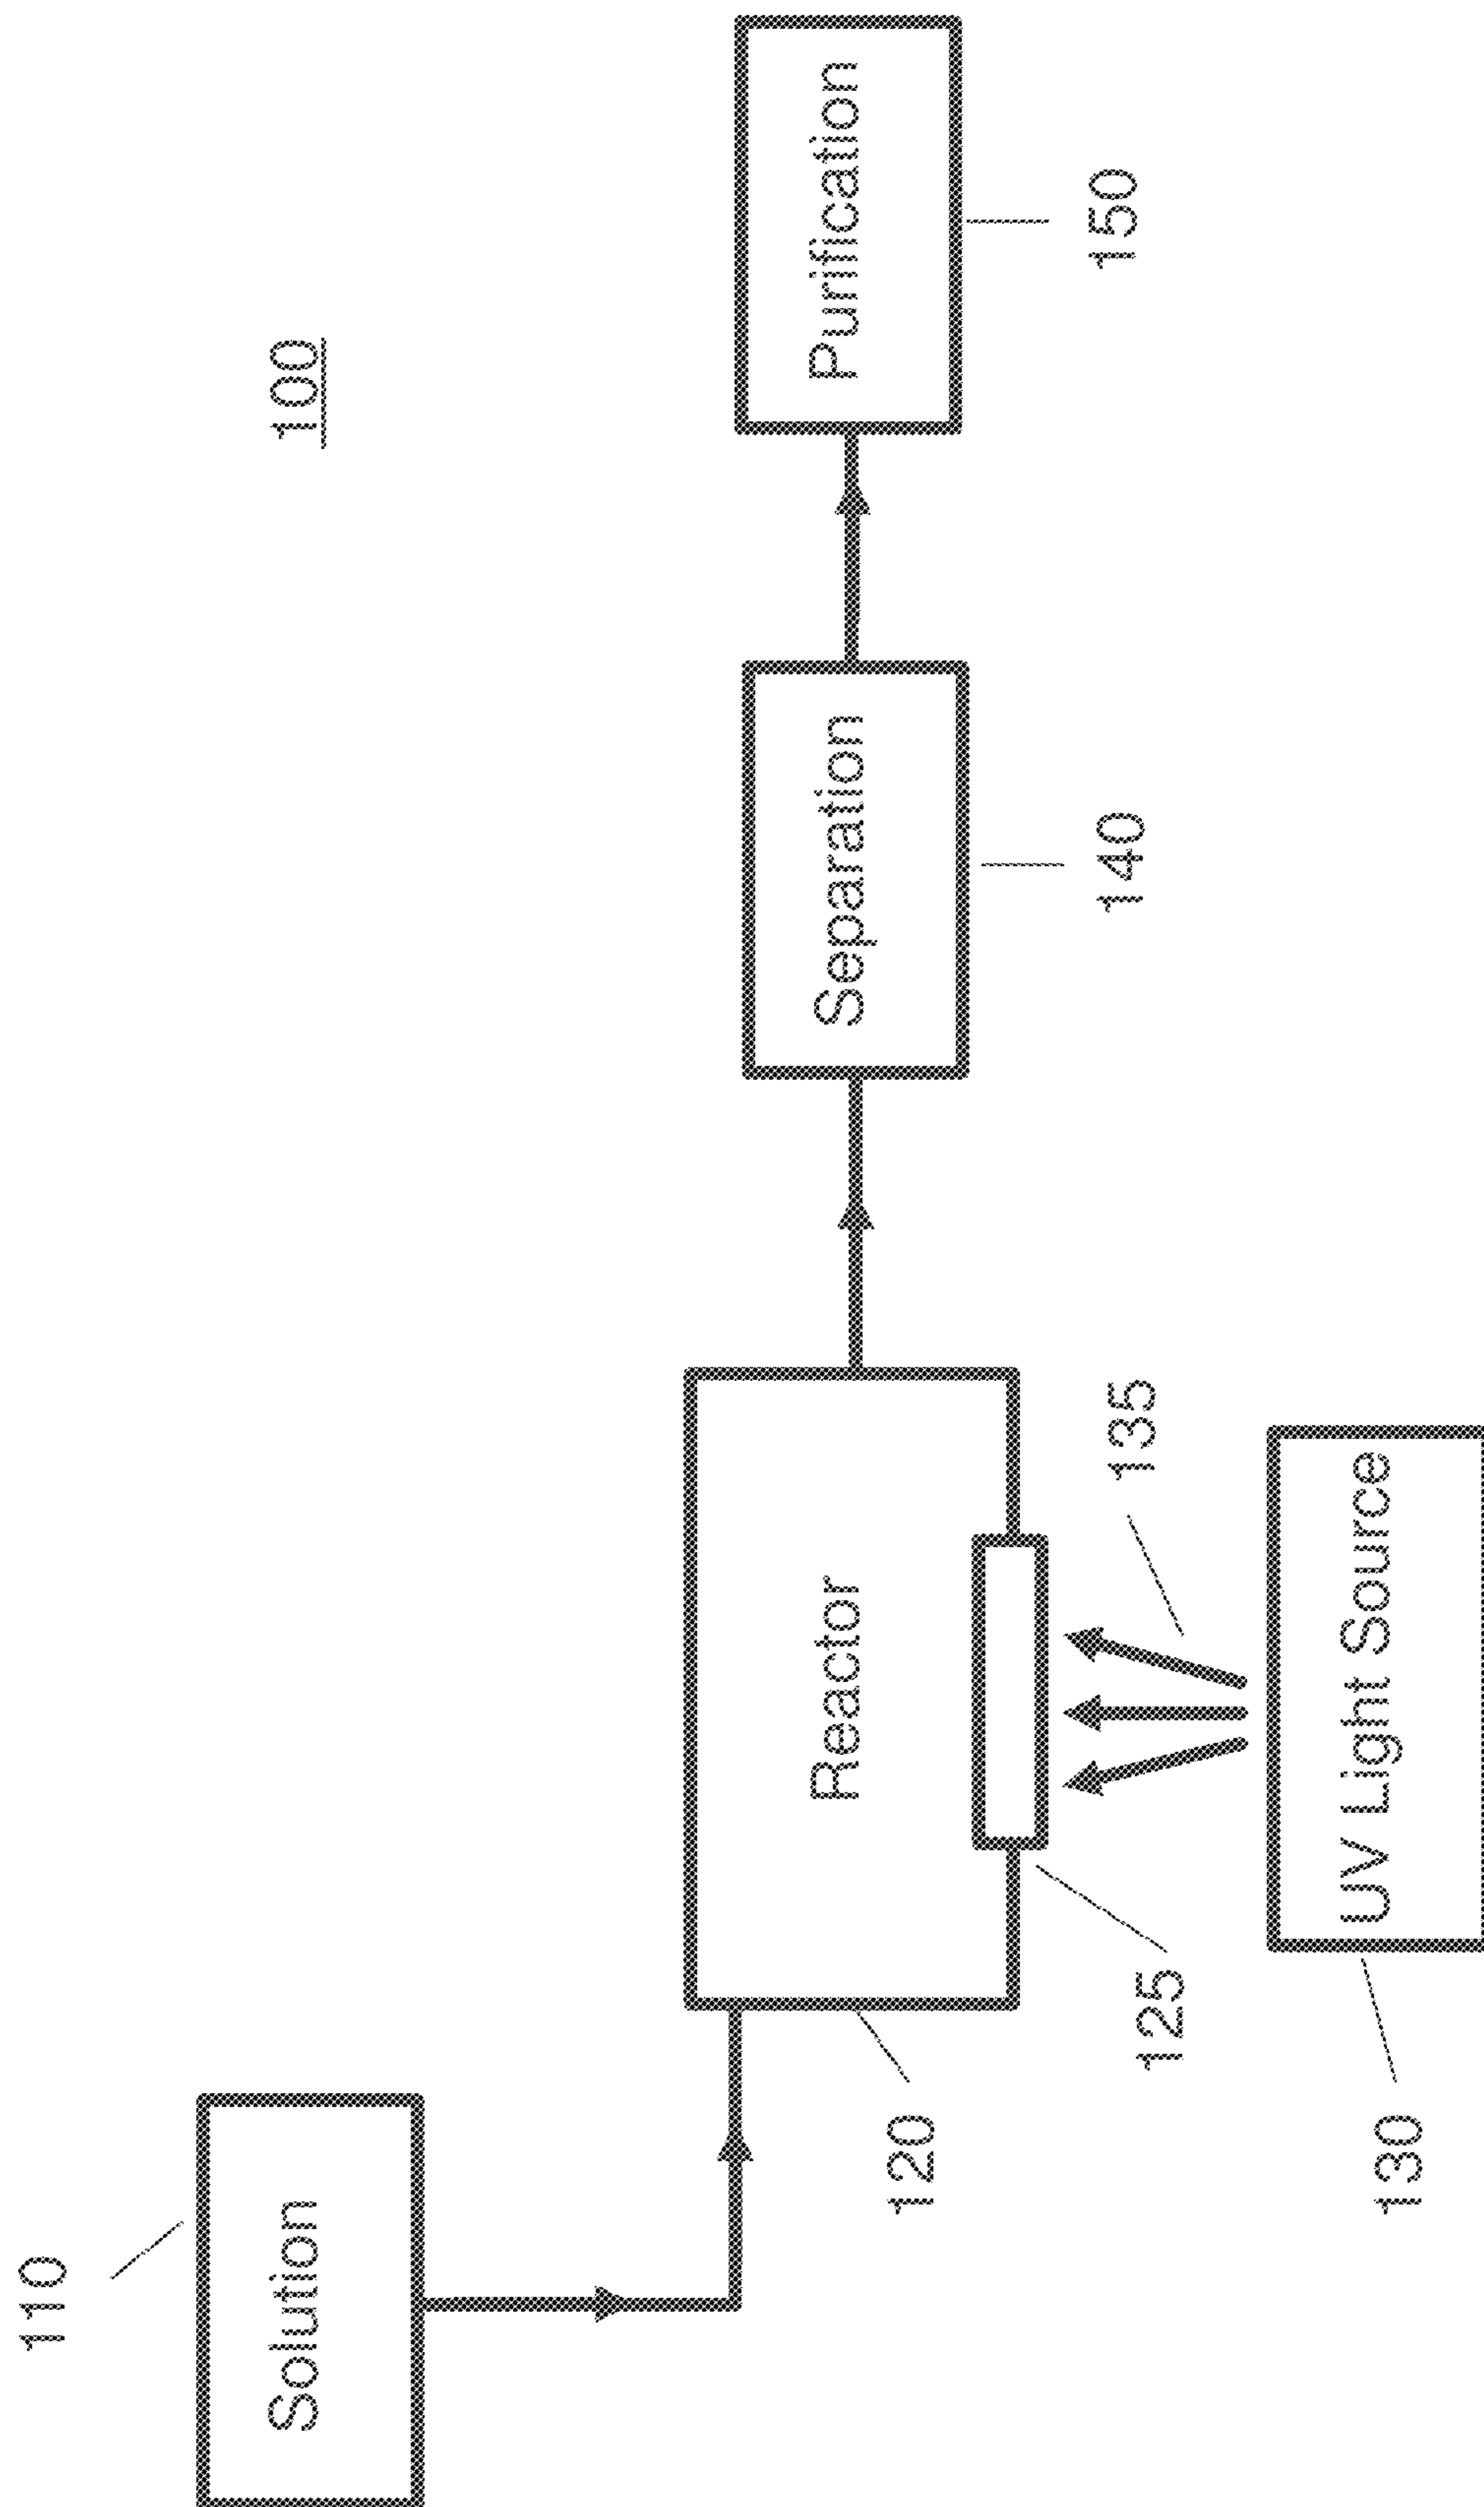 100
110
Solution
Reactor
Separation
Purification
120
125
135
140
150
UV Light Source
130